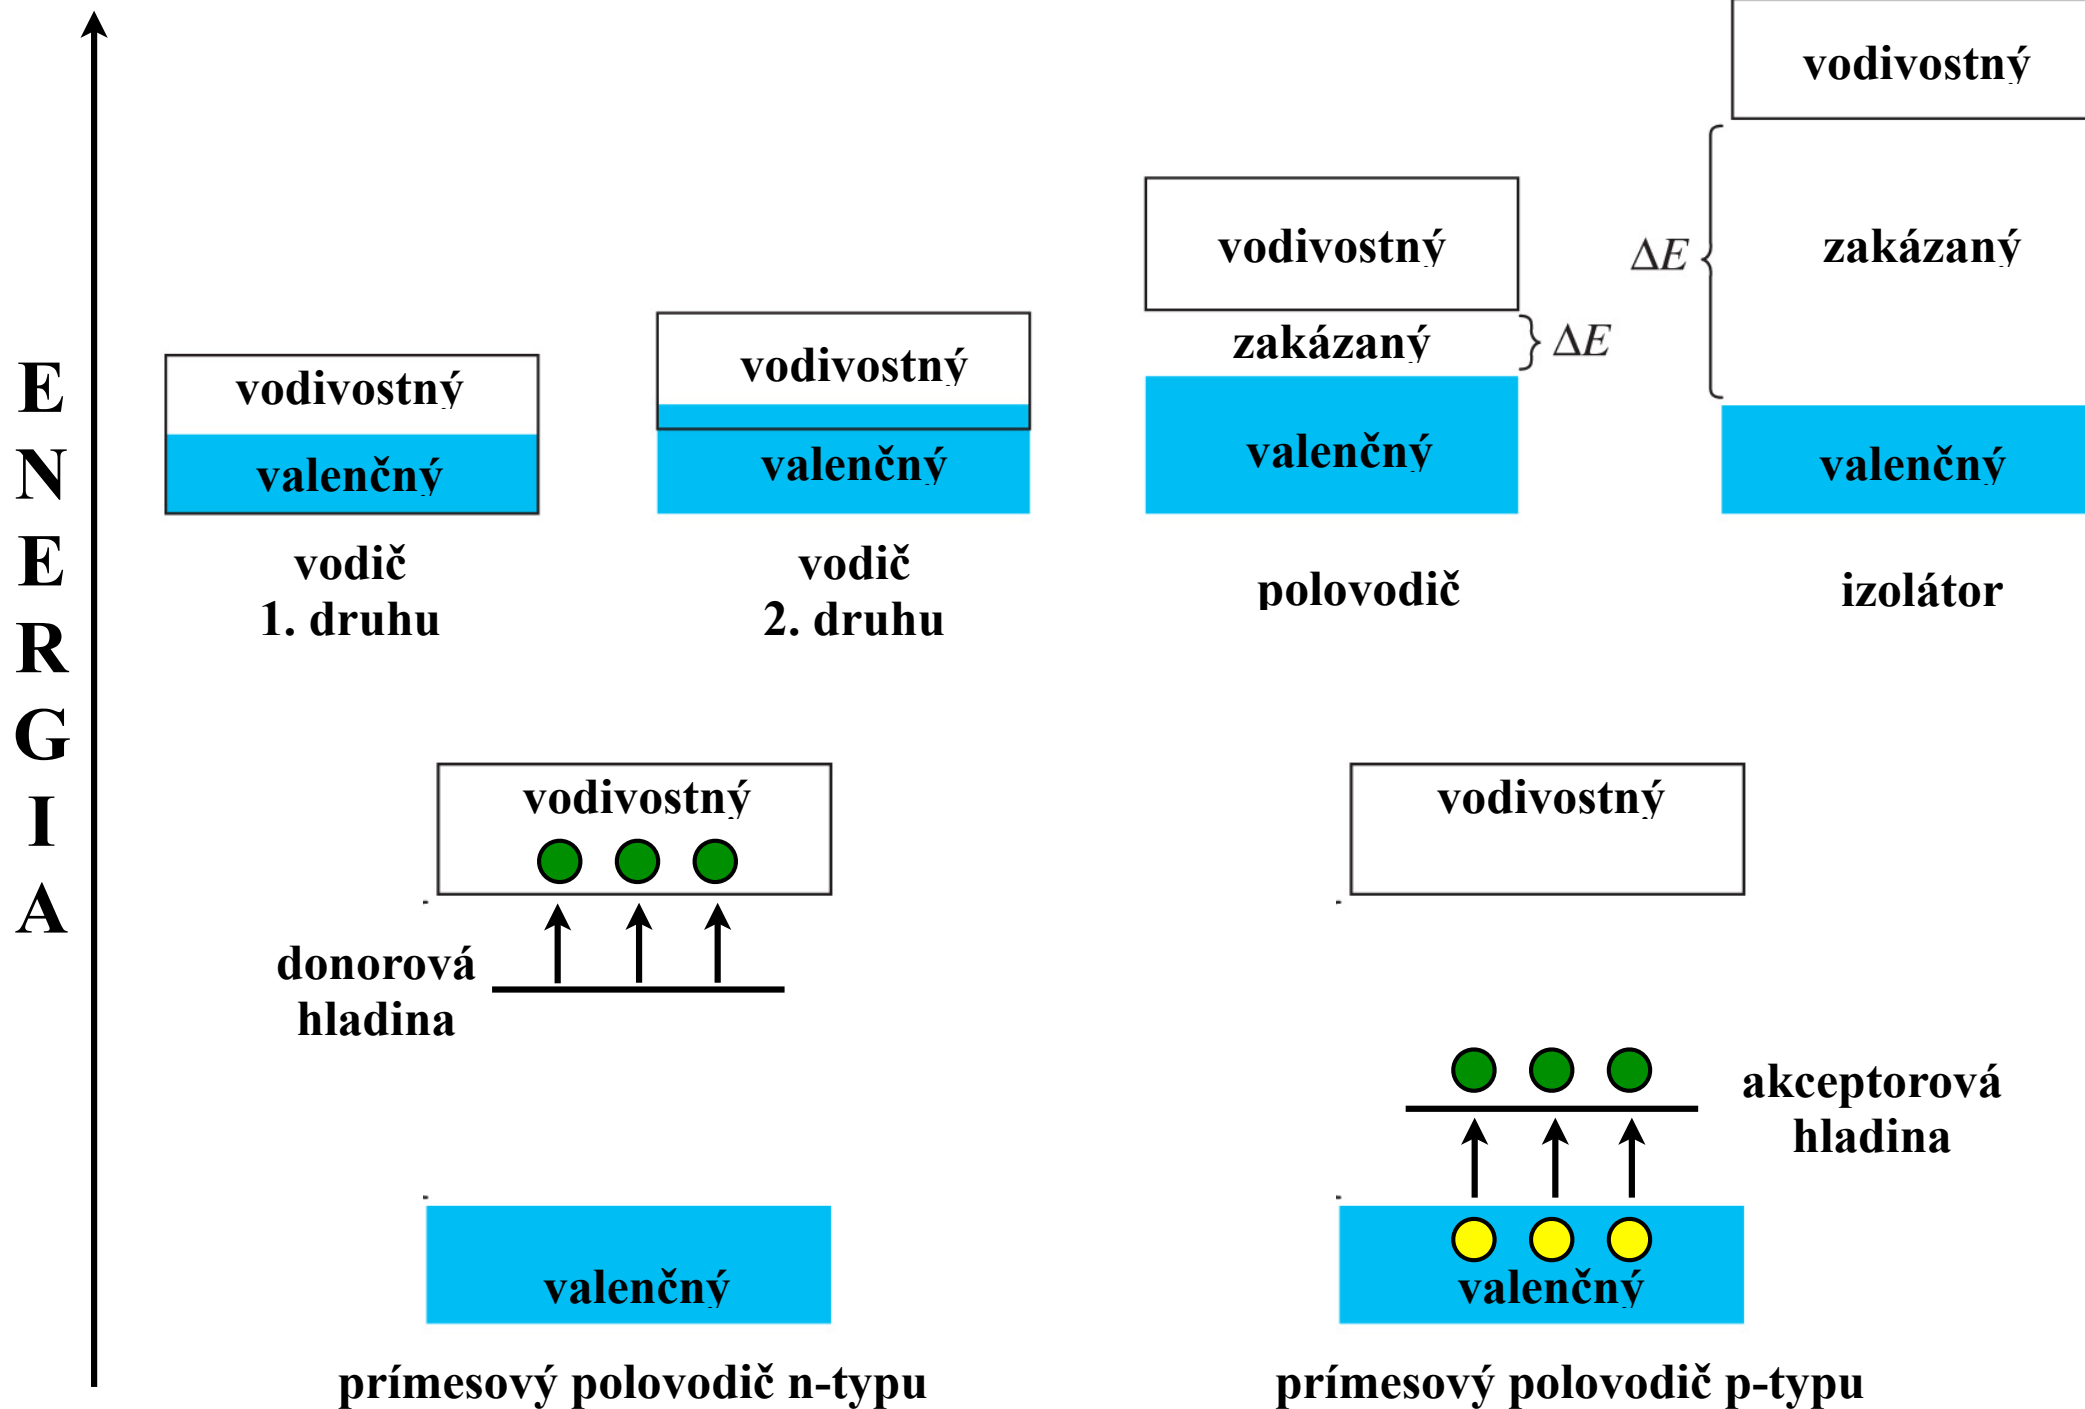 ENERGIA
vodivostný
valenčný
vodič
1. druhu
vodivostný
valenčný
vodič
2. druhu
vodivostný
zakázaný
ΔE
valenčný
polovodič
vodivostný
ΔE
zakázaný
valenčný
izolátor
vodivostný
donorová
hladina
valenčný
prímesový polovodič n-typu
vodivostný
akceptorová
hladina
valenčný
prímesový polovodič p-typu